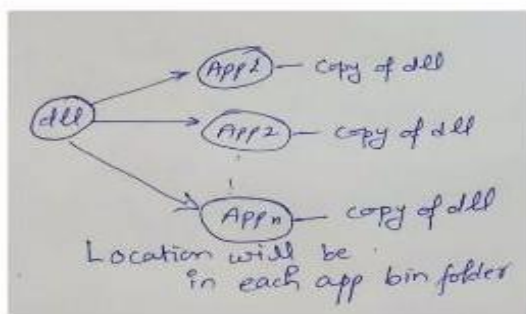 App1 — copy of dll
dll
App2 — copy of dll
Appn — copy of dll
Location will be
in each app bin folder